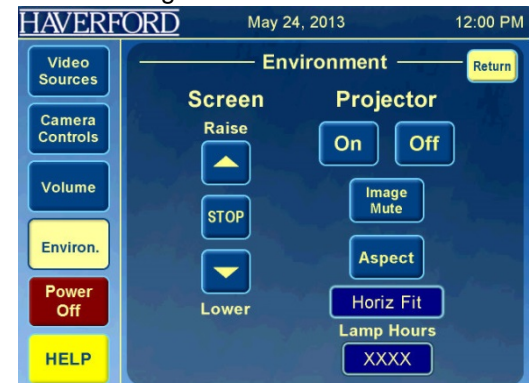 HAVERFORD
May 24, 2013
12:00 PM
Video
Sources
Camera
Controls
Volume
Environ.
Power
Off
HELP
Environment
Return
Screen
Raise
STOP
Lower
Projector
On
Off
Image
Mute
Aspect
Horiz Fit
Lamp Hours
XXXX